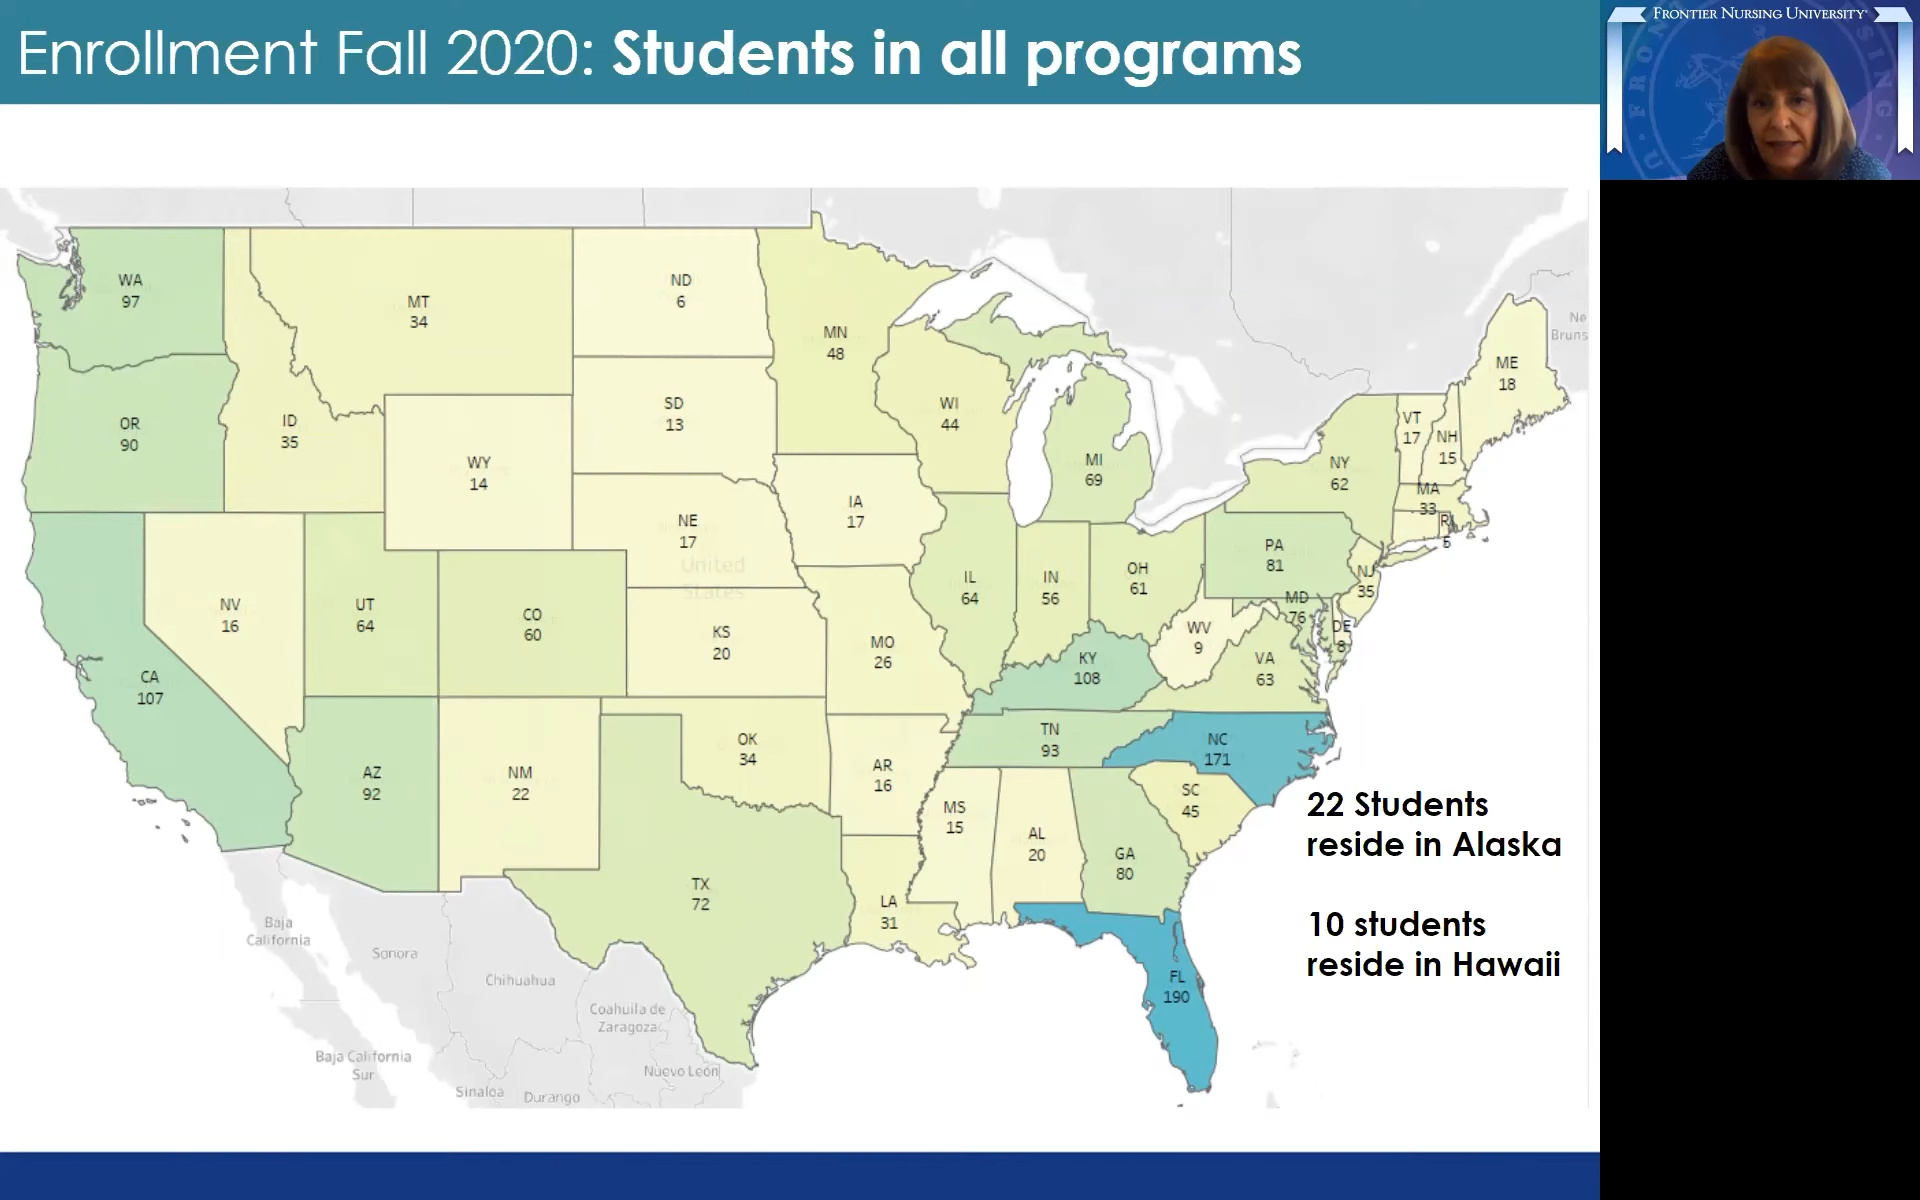 Enrollment Fall 2020: Students in all programs
FRONTIER NURSING UNIVERSITY
WA
97
MT
34
ND
6
MN
48
OR
90
ID
35
WY
14
SD
13
WI
44
MI
69
NY
62
VT
17
NH
15
ME
18
MA
33
RI
5
Ne
Bruns
NE
17
IA
17
United
States
NV
16
UT
64
CO
60
KS
20
MO
26
IL
64
IN
56
OH
61
PA
81
NJ
35
MD
76
DE
8
WV
9
VA
63
CA
107
KY
108
AZ
92
NM
22
OK
34
AR
16
TN
93
NC
171
SC
45
TX
72
LA
31
MS
15
AL
20
GA
80
FL
190
22 Students
reside in Alaska
10 students
reside in Hawaii
Baja
California
Sonora
Chihuahua
Coahuila de
Zaragoza
Baja California
Sur
Sinaloa
Durango
Nuevo León